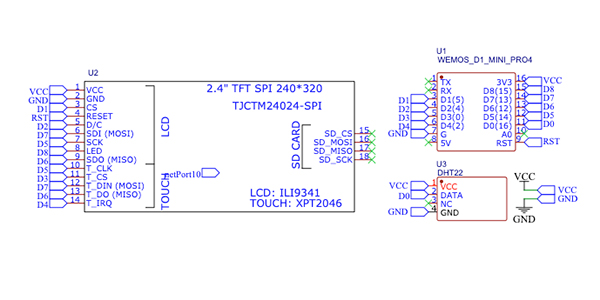 U2
2.4" TFT SPI 240*320
TJCTM24024-SPI
VCC 1 VCC
GND 2 GND
D1 3 CS
RST 4 RESET
D2 5 D/C
D7 6 SDI (MOSI)
D5 7 SCK
D8 8 LED
D6 9 SDO (MISO)
D5 10 T_CLK
D3 11 T_CS
D7 12 T_DIN (MOSI)
D6 13 T_DO (MISO)
D4 14 T_IRQ
LCD
TOUCH
netPort10
SD CARD
SD_CS 15
SD_MOSI 16
SD_MISO 17
SD_SCK 18
LCD: ILI9341
TOUCH: XPT2046
U1
WEMOS_D1_MINI_PRO4
1 TX 3V3 16 VCC
2 RX D8(15) 15 D8
D1 3 D1(5) D7(13) 14 D7
D2 4 D2(4) D6(12) 13 D6
D3 5 D3(0) D5(14) 12 D5
D4 6 D4(2) D0(16) 11 D0
GND 7 G A0 10
8 5V RST 9 RST
U3
DHT22
VCC 1 VCC
D0 2 DATA
3 NC
GND 4 GND
VCC
VCC
GND
GND